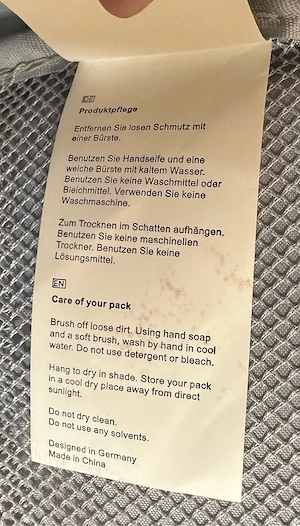 DE
Produktpflege
Entfernen Sie losen Schmutz mit
einer Bürste.
Benutzen Sie Handseife und eine
weiche Bürste mit kaltem Wasser.
Benutzen Sie keine Waschmittel oder
Bleichmittel. Verwenden Sie keine
Waschmaschine.
Zum Trocknen im Schatten aufhängen.
Benutzen Sie keine maschinellen
Trockner. Benutzen Sie keine
Lösungsmittel.
EN
Care of your pack
Brush off loose dirt. Using hand soap
and a soft brush, wash by hand in cool
water. Do not use detergent or bleach.
Hang to dry in shade. Store your pack
in a cool dry place away from direct
sunlight.
Do not dry clean.
Do not use any solvents.
Designed in Germany
Made in China